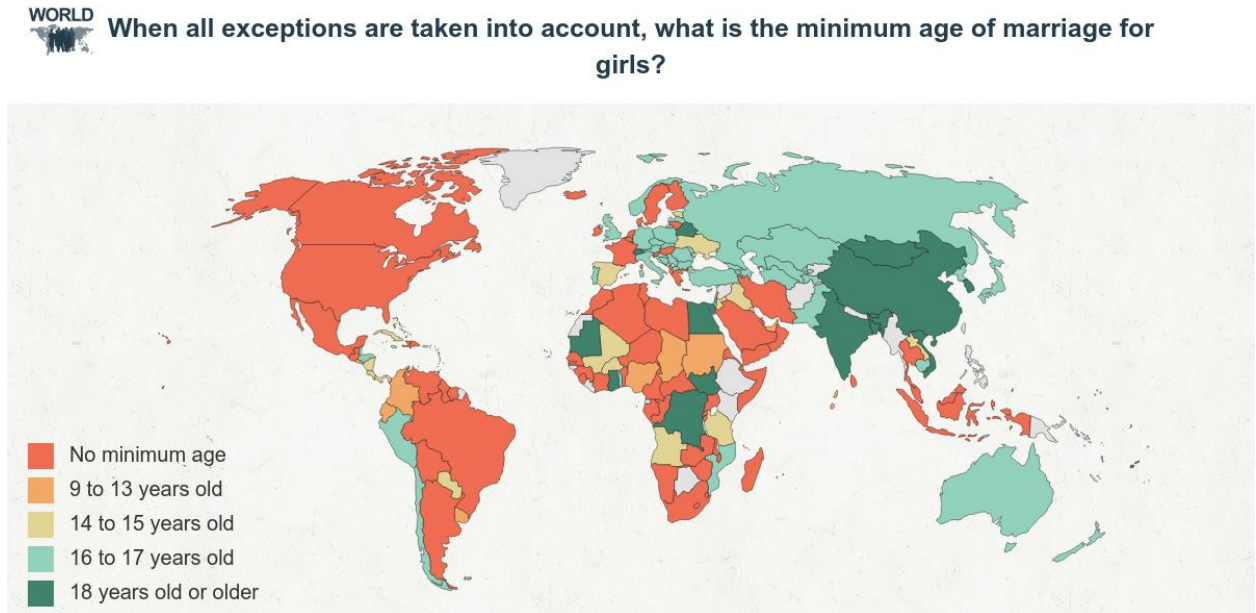 WORLD
When all exceptions are taken into account, what is the minimum age of marriage for
girls?
No minimum age
9 to 13 years old
14 to 15 years old
16 to 17 years old
18 years old or older